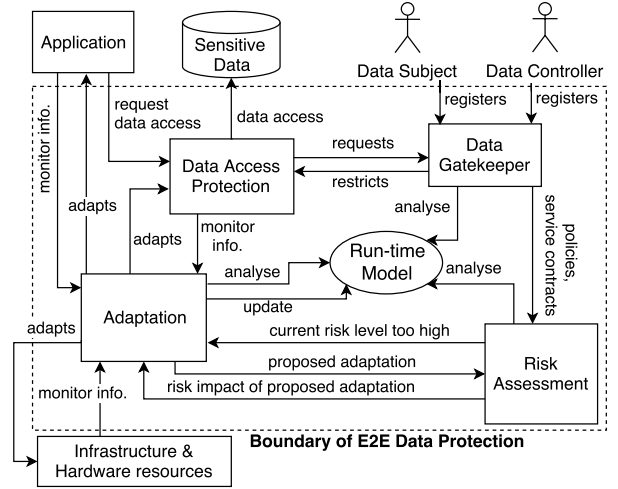 Application
Sensitive
Data
Data Subject
Data Controller
registers
registers
monitor info.
request
data access
data access
Data Access
Protection
requests
restricts
Data
Gatekeeper
adapts
adapts
monitor
info.
analyse
policies,
service contracts
analyse
Run-time
Model
analyse
update
Adaptation
adapts
current risk level too high
proposed adaptation
risk impact of proposed adaptation
Risk
Assessment
monitor info.
Boundary of E2E Data Protection
Infrastructure &
Hardware resources